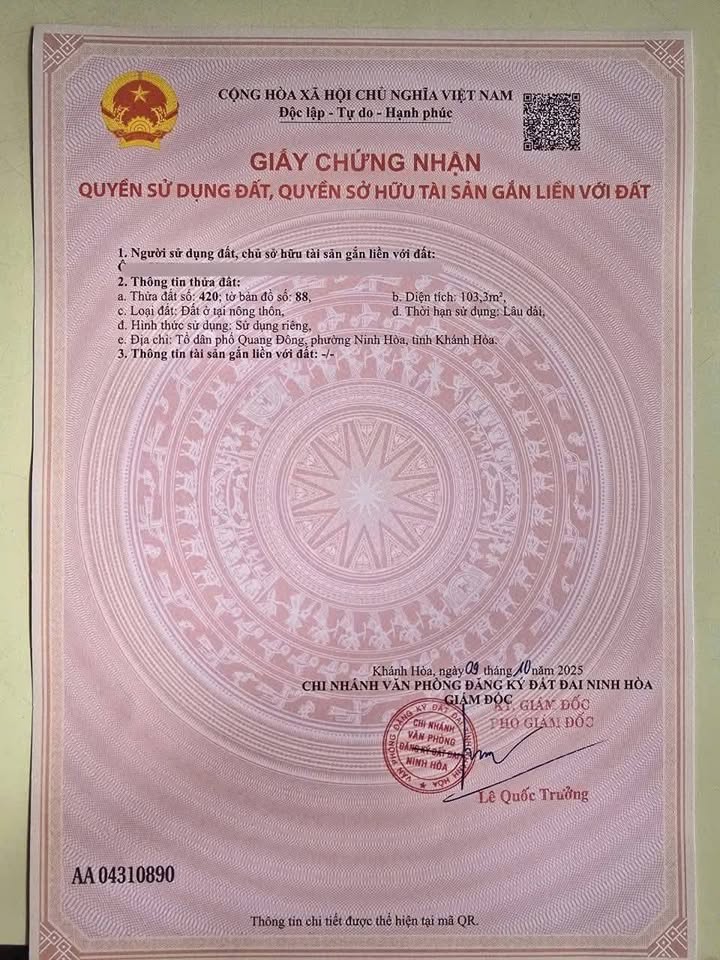 CỘNG HÒA XÃ HỘI CHỦ NGHĨA VIỆT NAM
Độc lập - Tự do - Hạnh phúc
GIẤY CHỨNG NHẬN
QUYỀN SỬ DỤNG ĐẤT, QUYỀN SỞ HỮU TÀI SẢN GẮN LIỀN VỚI ĐẤT
1. Người sử dụng đất, chủ sở hữu tài sản gắn liền với đất:
2. Thông tin thửa đất:
a. Thửa đất số: 420; tờ bản đồ số: 88, b. Diện tích: 103,3m²,
c. Loại đất: Đất ở tại nông thôn, d. Thời hạn sử dụng: Lâu dài,
đ. Hình thức sử dụng: Sử dụng riêng,
e. Địa chỉ: Tổ dân phố Quang Đông, phường Ninh Hòa, tỉnh Khánh Hòa.
3. Thông tin tài sản gắn liền với đất: -/-
Khánh Hòa, ngày 09 tháng 10 năm 2025
CHI NHÁNH VĂN PHÒNG ĐĂNG KÝ ĐẤT ĐAI NINH HÒA
GIÁM ĐỐC
KT. GIÁM ĐỐC
PHÓ GIÁM ĐỐC
CHI NHÁNH
VĂN PHÒNG
ĐĂNG KÝ ĐẤT ĐAI
NINH HÒA
Lê Quốc Trưởng
AA 04310890
Thông tin chi tiết được thể hiện tại mã QR.